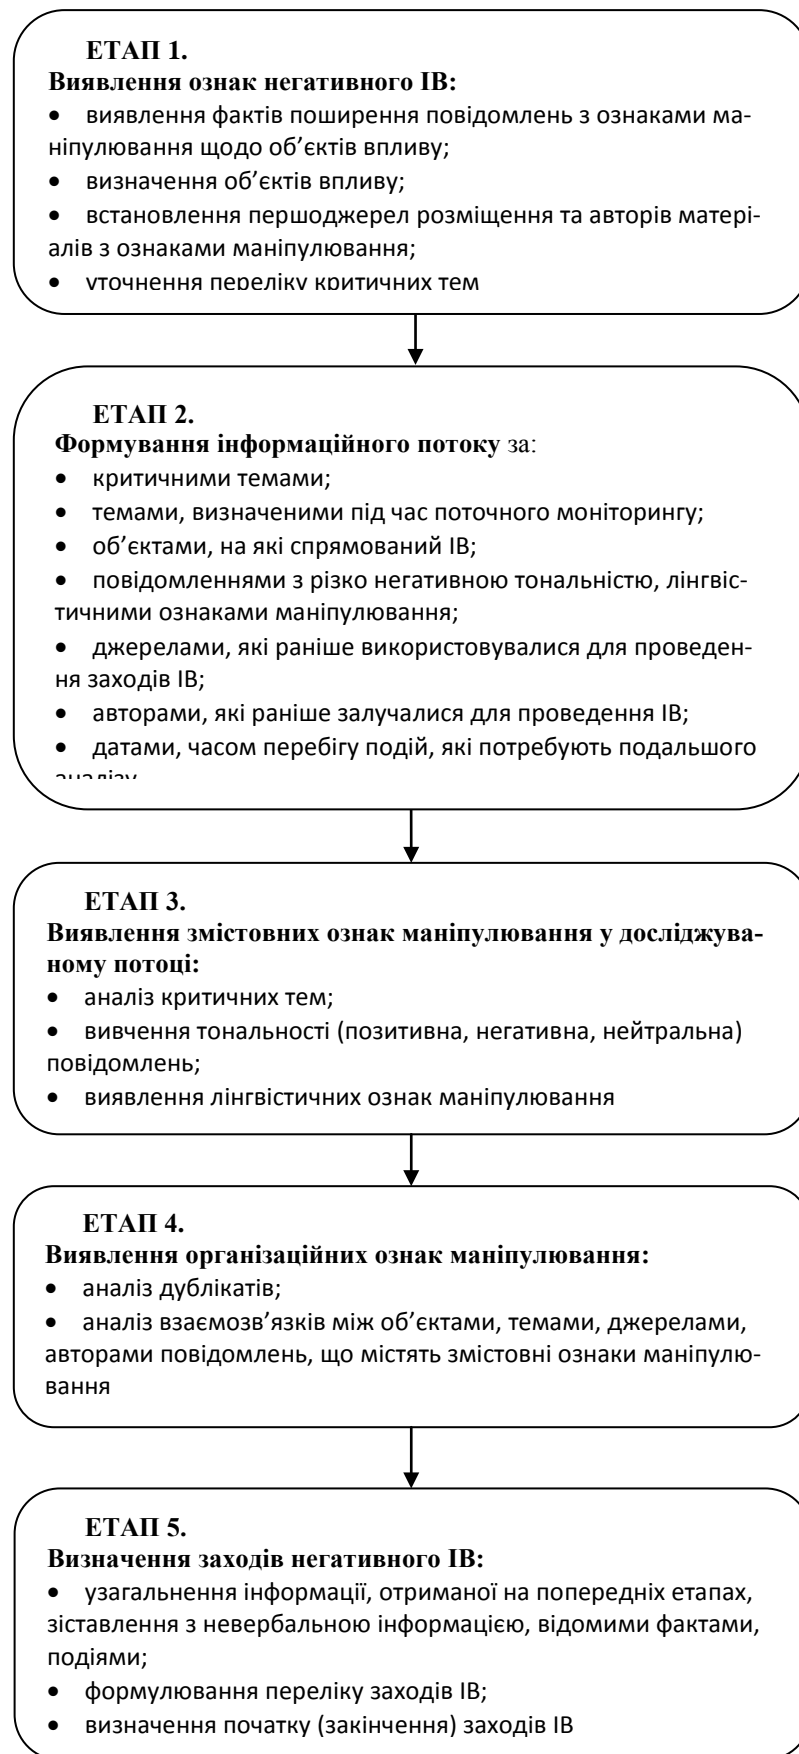 ЕТАП 1.
Виявлення ознак негативного ІВ:
• виявлення фактів поширення повідомлень з ознаками ма-
ніпулювання щодо об’єктів впливу;
• визначення об’єктів впливу;
• встановлення першоджерел розміщення та авторів матері-
алів з ознаками маніпулювання;
• уточнення переліку критичних тем
ЕТАП 2.
Формування інформаційного потоку за:
• критичними темами;
• темами, визначеними під час поточного моніторингу;
• об’єктами, на які спрямований ІВ;
• повідомленнями з різко негативною тональністю, лінгвіс-
тичними ознаками маніпулювання;
• джерелами, які раніше використовувалися для проведен-
ня заходів ІВ;
• авторами, які раніше залучалися для проведення ІВ;
• датами, часом перебігу подій, які потребують подальшого
аналізу
ЕТАП 3.
Виявлення змістовних ознак маніпулювання у досліджува-
ному потоці:
• аналіз критичних тем;
• вивчення тональності (позитивна, негативна, нейтральна)
повідомлень;
• виявлення лінгвістичних ознак маніпулювання
ЕТАП 4.
Виявлення організаційних ознак маніпулювання:
• аналіз дублікатів;
• аналіз взаємозв’язків між об’єктами, темами, джерелами,
авторами повідомлень, що містять змістовні ознаки маніпулю-
вання
ЕТАП 5.
Визначення заходів негативного ІВ:
• узагальнення інформації, отриманої на попередніх етапах,
зіставлення з невербальною інформацією, відомими фактами,
подіями;
• формулювання переліку заходів ІВ;
• визначення початку (закінчення) заходів ІВ